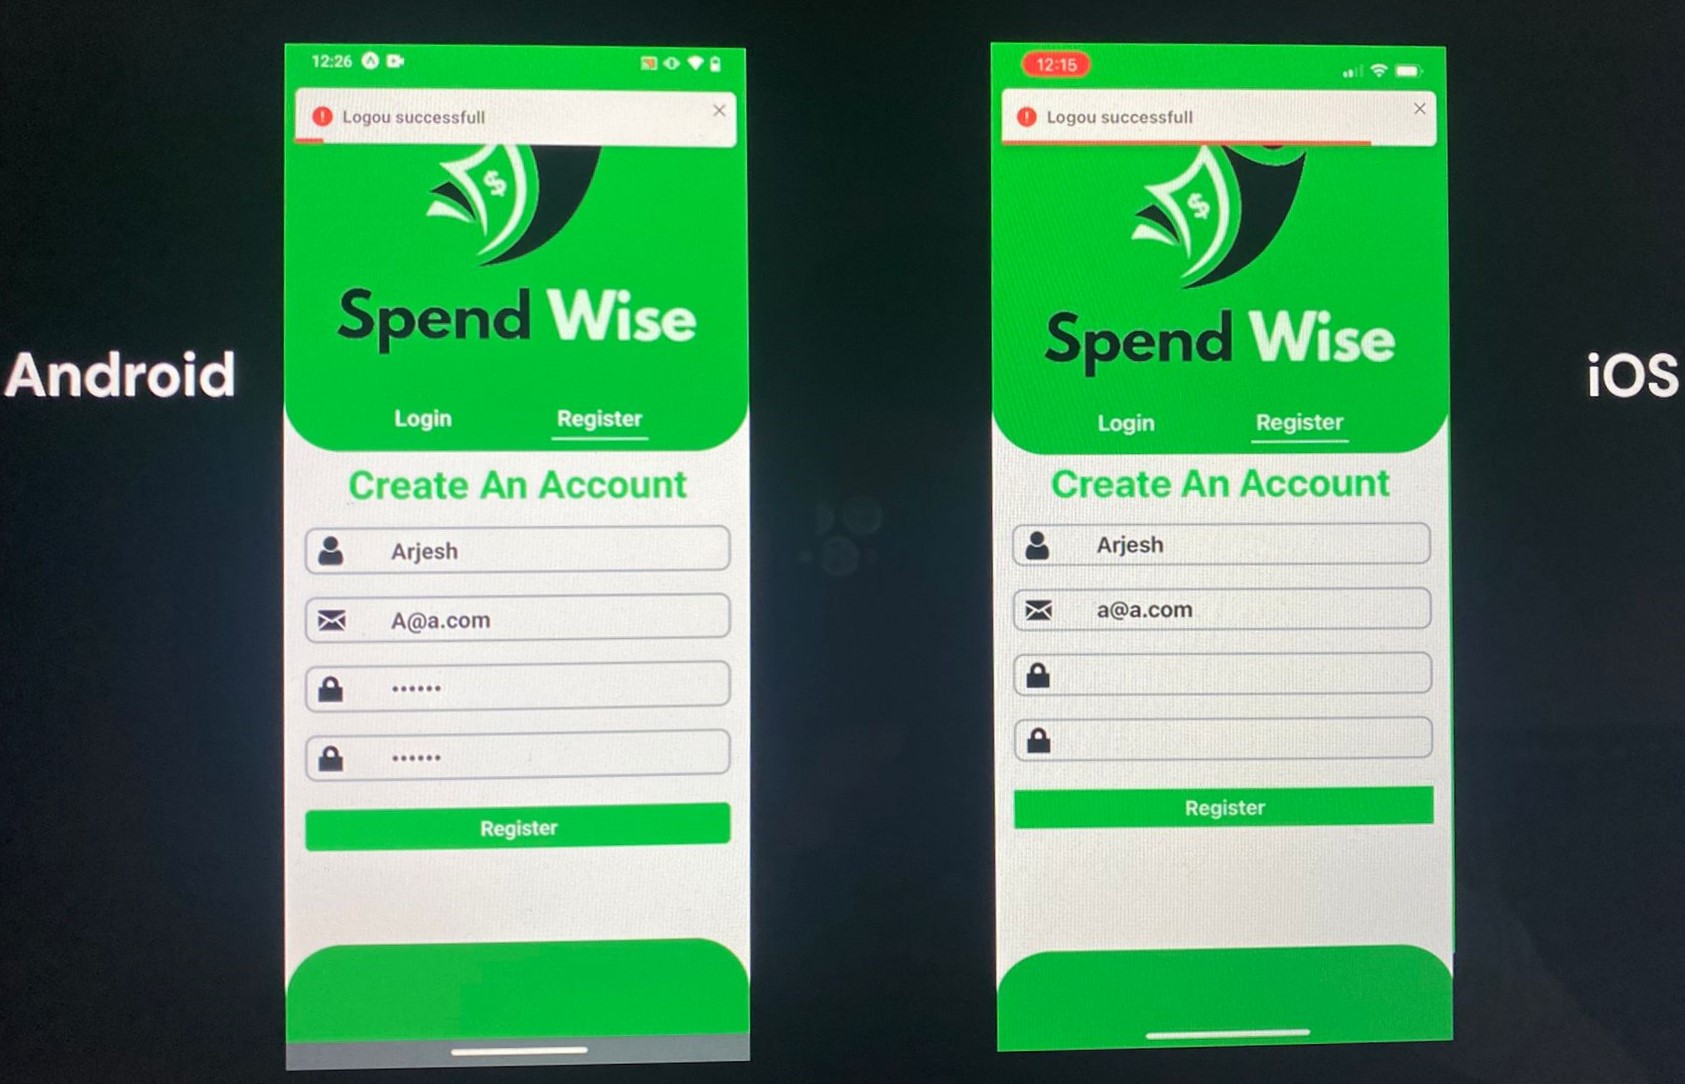 Android
12:26
Logou successfull
$
Spend Wise
Login Register
Create An Account
Arjesh
A@a.com
••••••
••••••
Register
12:15
Logou successfull
$
Spend Wise
Login Register
Create An Account
Arjesh
a@a.com
Register
iOS